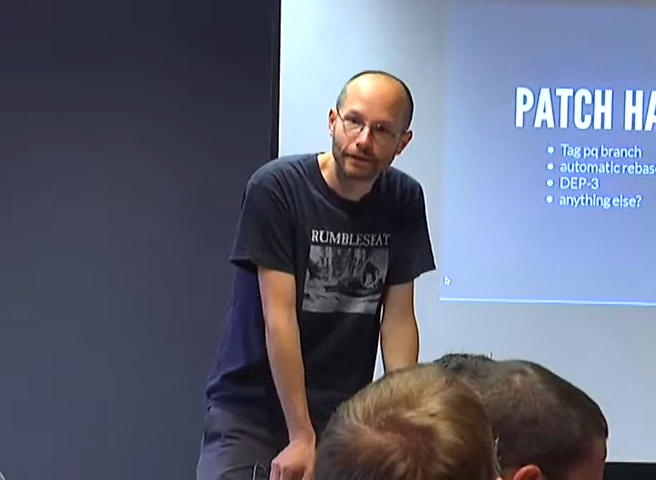 PATCH HA
Tag pq branch
automatic rebas
DEP-3
anything else?
RUMBLESEAT